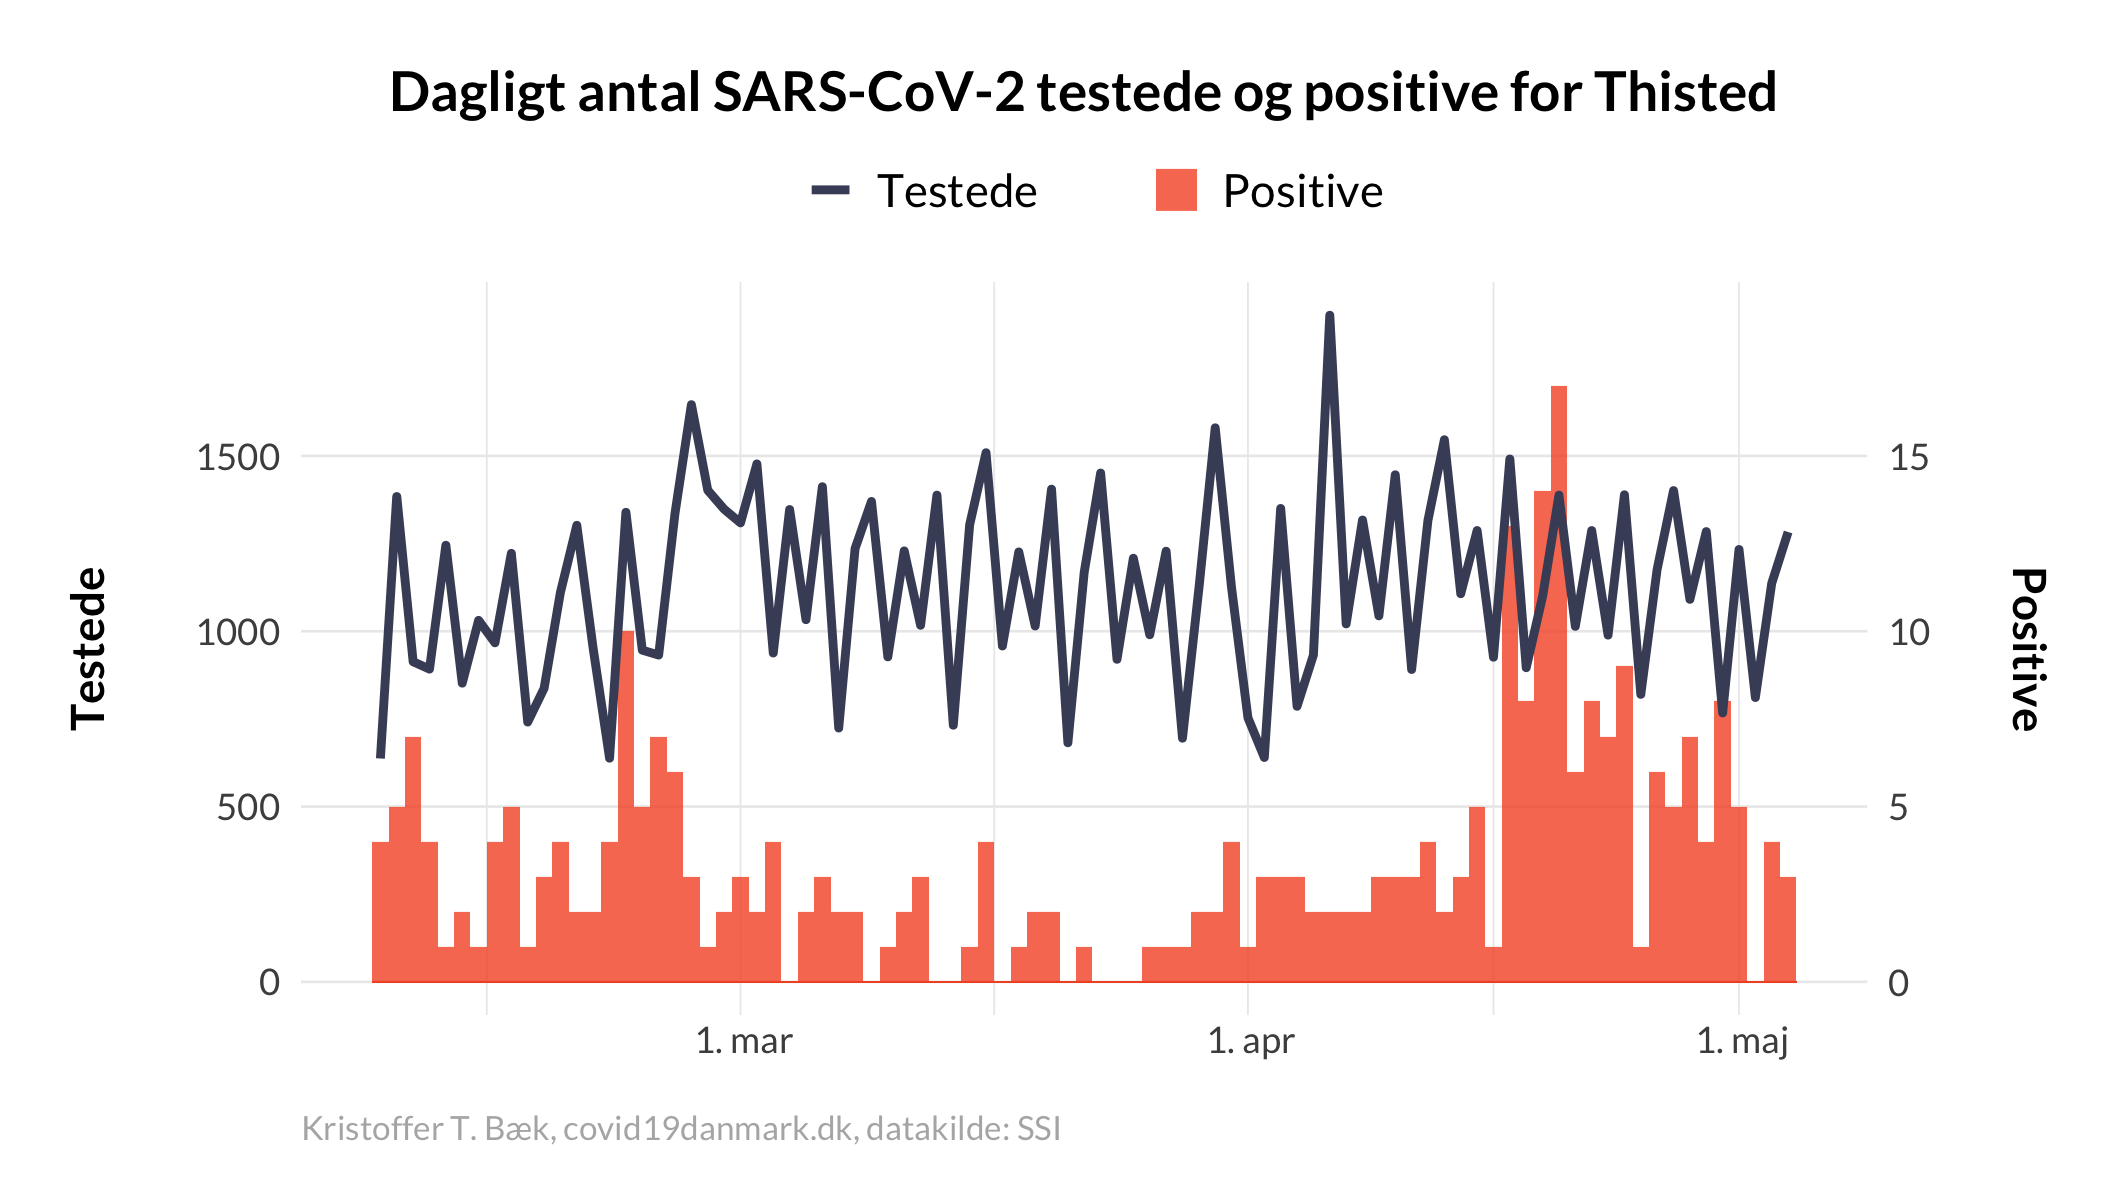 Dagligt antal SARS-CoV-2 testede og positive for Thisted
Testede
Positive
1500
1000
500
0
15
10
5
0
Testede
Positive
1. mar
1. apr
1. maj
Kristoffer T. Bæk, covid19danmark.dk, datakilde: SSI